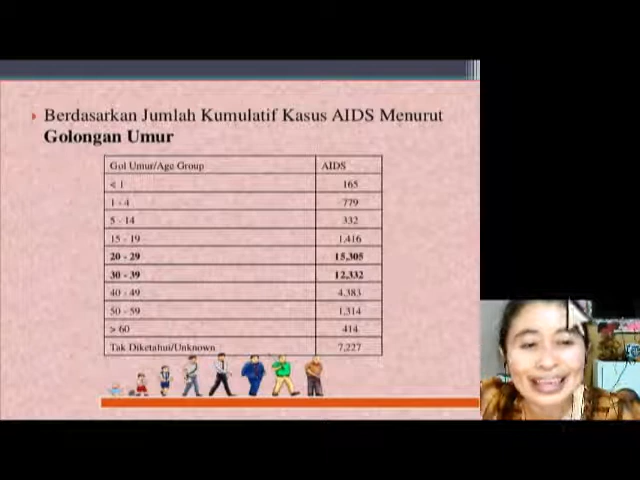 Berdasarkan Jumlah Kumulatif Kasus AIDS Menurut
Golongan Umur
Gol Umur/Age Group AIDS
< 1 165
1 - 4 779
5 - 14 332
15 - 19 1,416
20 - 29 15,305
30 - 39 12,332
40 - 49 4,383
50 - 59 1,314
> 60 414
Tak Diketahui/Unknown 7,227